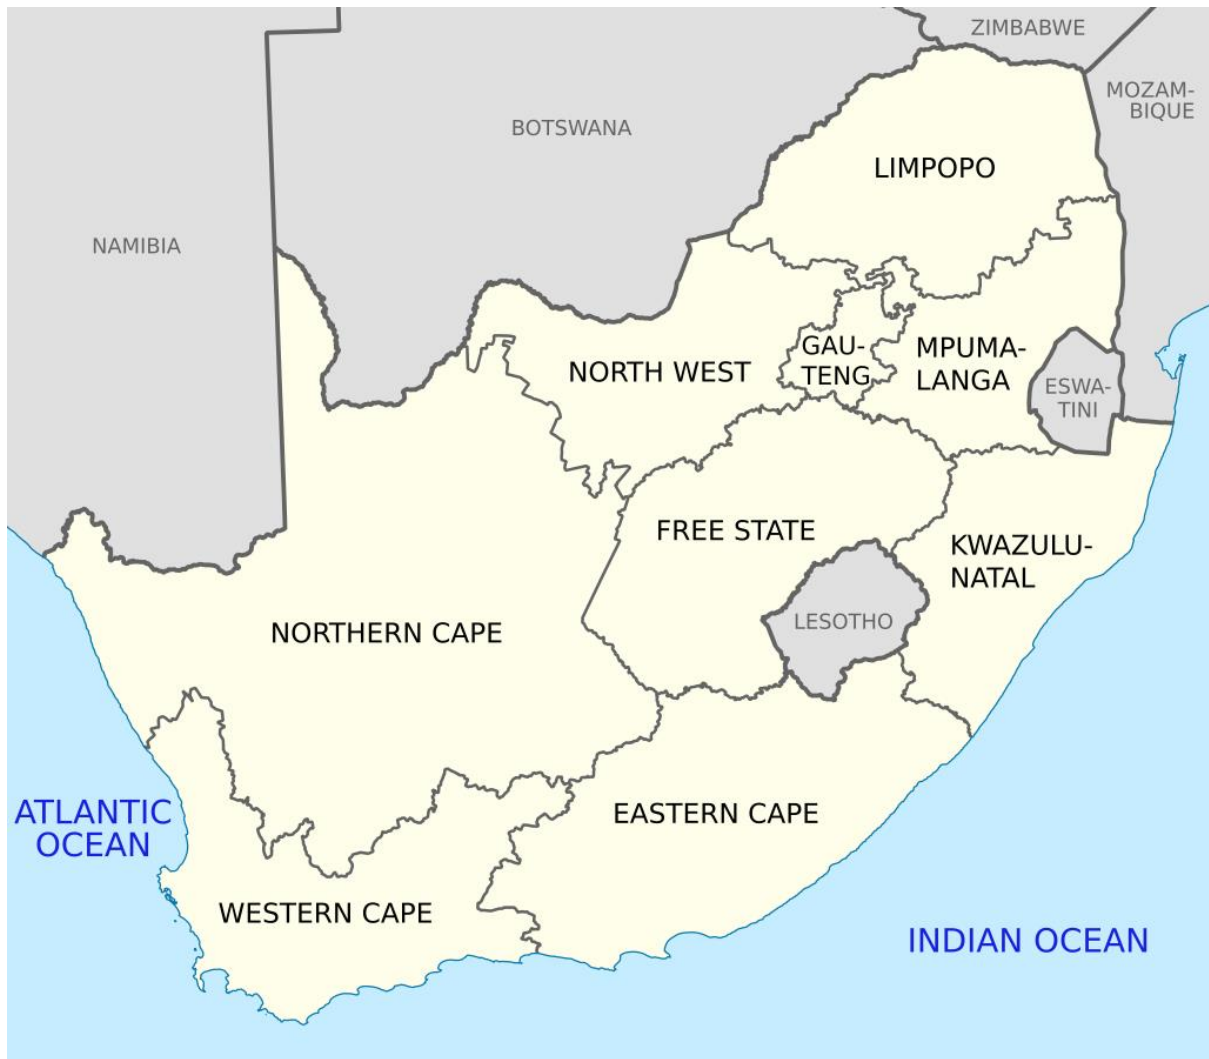 ZIMBABWE
MOZAM-
BIQUE
BOTSWANA
LIMPOPO
NAMIBIA
GAU-
TENG
MPUMA-
LANGA
NORTH WEST
ESWA-
TINI
FREE STATE
KWAZULU-
NATAL
LESOTHO
NORTHERN CAPE
ATLANTIC
OCEAN
EASTERN CAPE
WESTERN CAPE
INDIAN OCEAN